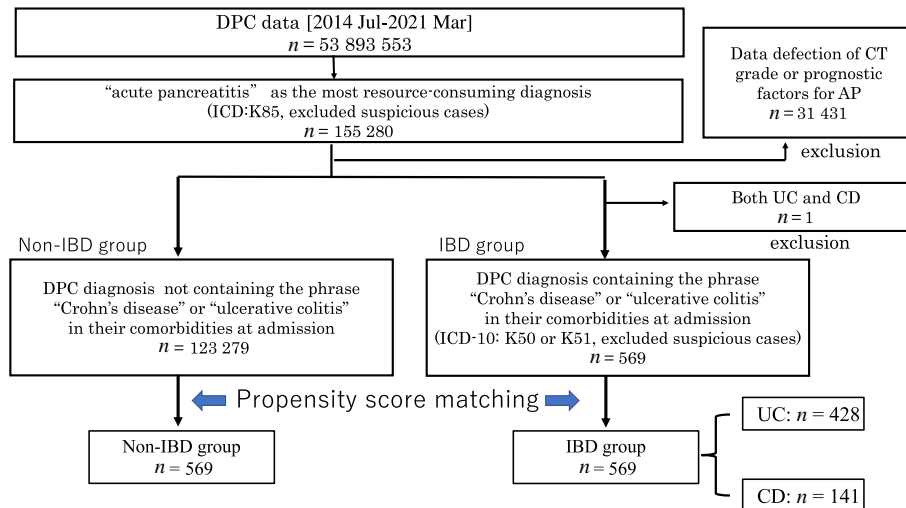 DPC data [2014 Jul-2021 Mar]
n = 53 893 553
Data defection of CT
grade or prognostic
factors for AP
n = 31 431
exclusion
“acute pancreatitis” as the most resource-consuming diagnosis
(ICD:K85, excluded suspicious cases)
n = 155 280
Both UC and CD
n = 1
exclusion
Non-IBD group
IBD group
DPC diagnosis not containing the phrase
“Crohn’s disease” or “ulcerative colitis”
in their comorbidities at admission
n = 123 279
DPC diagnosis containing the phrase
“Crohn’s disease” or “ulcerative colitis”
in their comorbidities at admission
(ICD-10: K50 or K51, excluded suspicious cases)
n = 569
Propensity score matching
Non-IBD group
n = 569
IBD group
n = 569
UC: n = 428
CD: n = 141